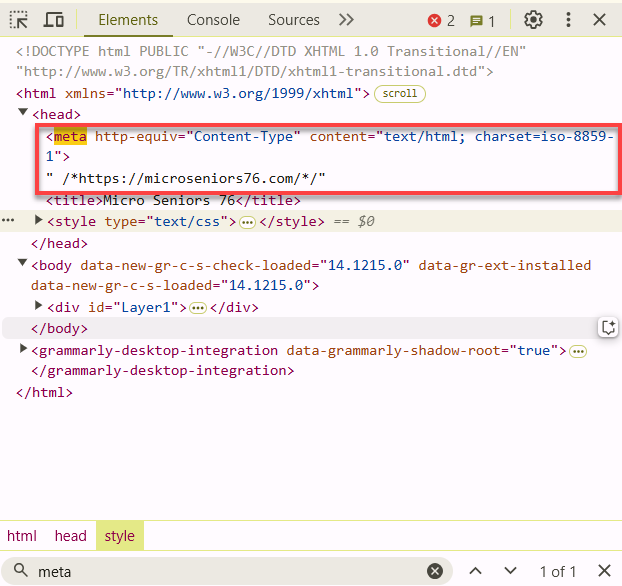 Elements Console Sources 2 1
<!DOCTYPE html PUBLIC "-//W3C//DTD XHTML 1.0 Transitional//EN"
"http://www.w3.org/TR/xhtml1/DTD/xhtml1-transitional.dtd">
<html xmlns="http://www.w3.org/1999/xhtml"> scroll
<head>
<meta http-equiv="Content-Type" content="text/html; charset=iso-8859-
1">
" /*https://microseniors76.com/*/"
<title>Micro Seniors 76</title>
<style type="text/css"> ••• </style> == $0
</head>
<body data-new-gr-c-s-check-loaded="14.1215.0" data-gr-ext-installed
data-new-gr-c-s-loaded="14.1215.0">
<div id="Layer1"> ••• </div>
</body>
<grammarly-desktop-integration data-grammarly-shadow-root="true"> •••
</grammarly-desktop-integration>
</html>
html head style
meta 1 of 1